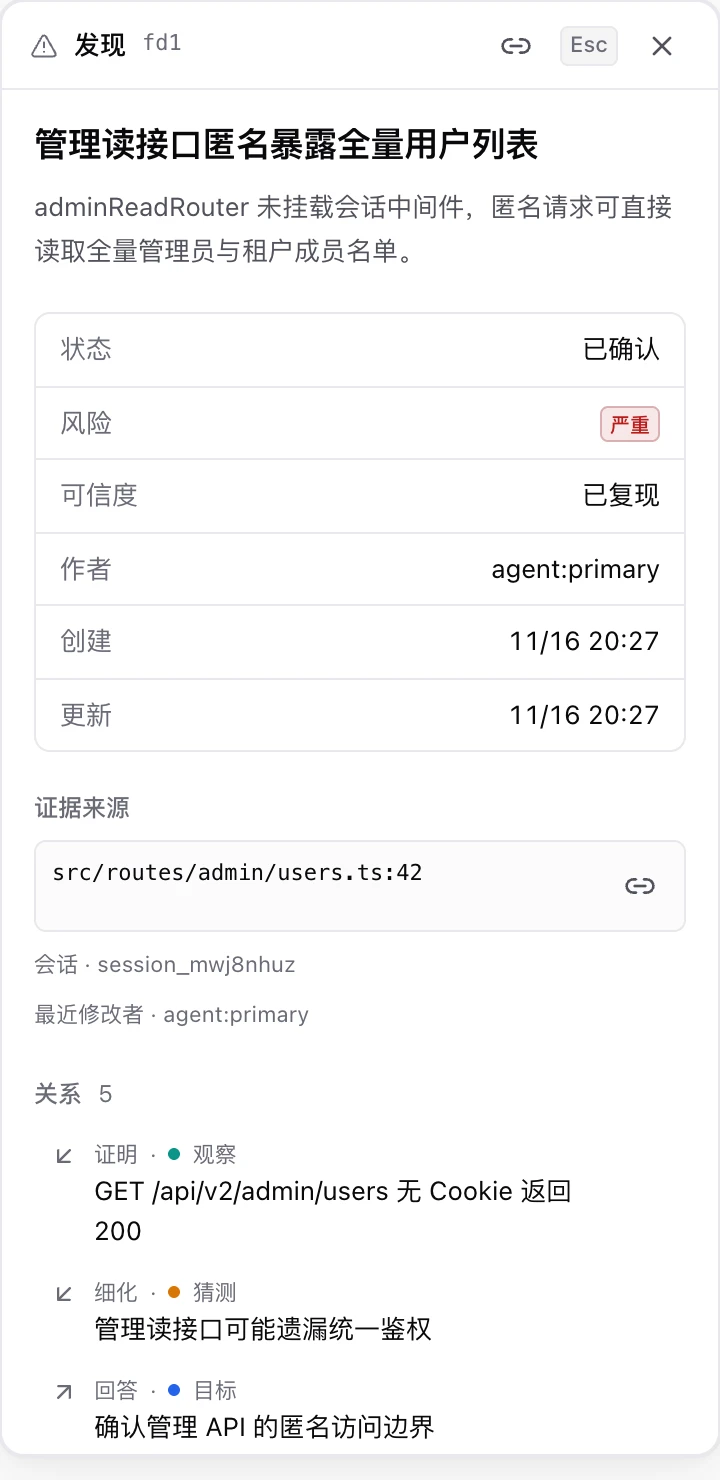 发现 fd1 Esc
管理读接口匿名暴露全量用户列表
adminReadRouter 未挂载会话中间件，匿名请求可直接
读取全量管理员与租户成员名单。
状态 已确认
风险 严重
可信度 已复现
作者 agent:primary
创建 11/16 20:27
更新 11/16 20:27
证据来源
src/routes/admin/users.ts:42
会话 · session_mwj8nhuz
最近修改者 · agent:primary
关系 5
证明 · 观察
GET /api/v2/admin/users 无 Cookie 返回
200
细化 · 猜测
管理读接口可能遗漏统一鉴权
回答 · 目标
确认管理 API 的匿名访问边界